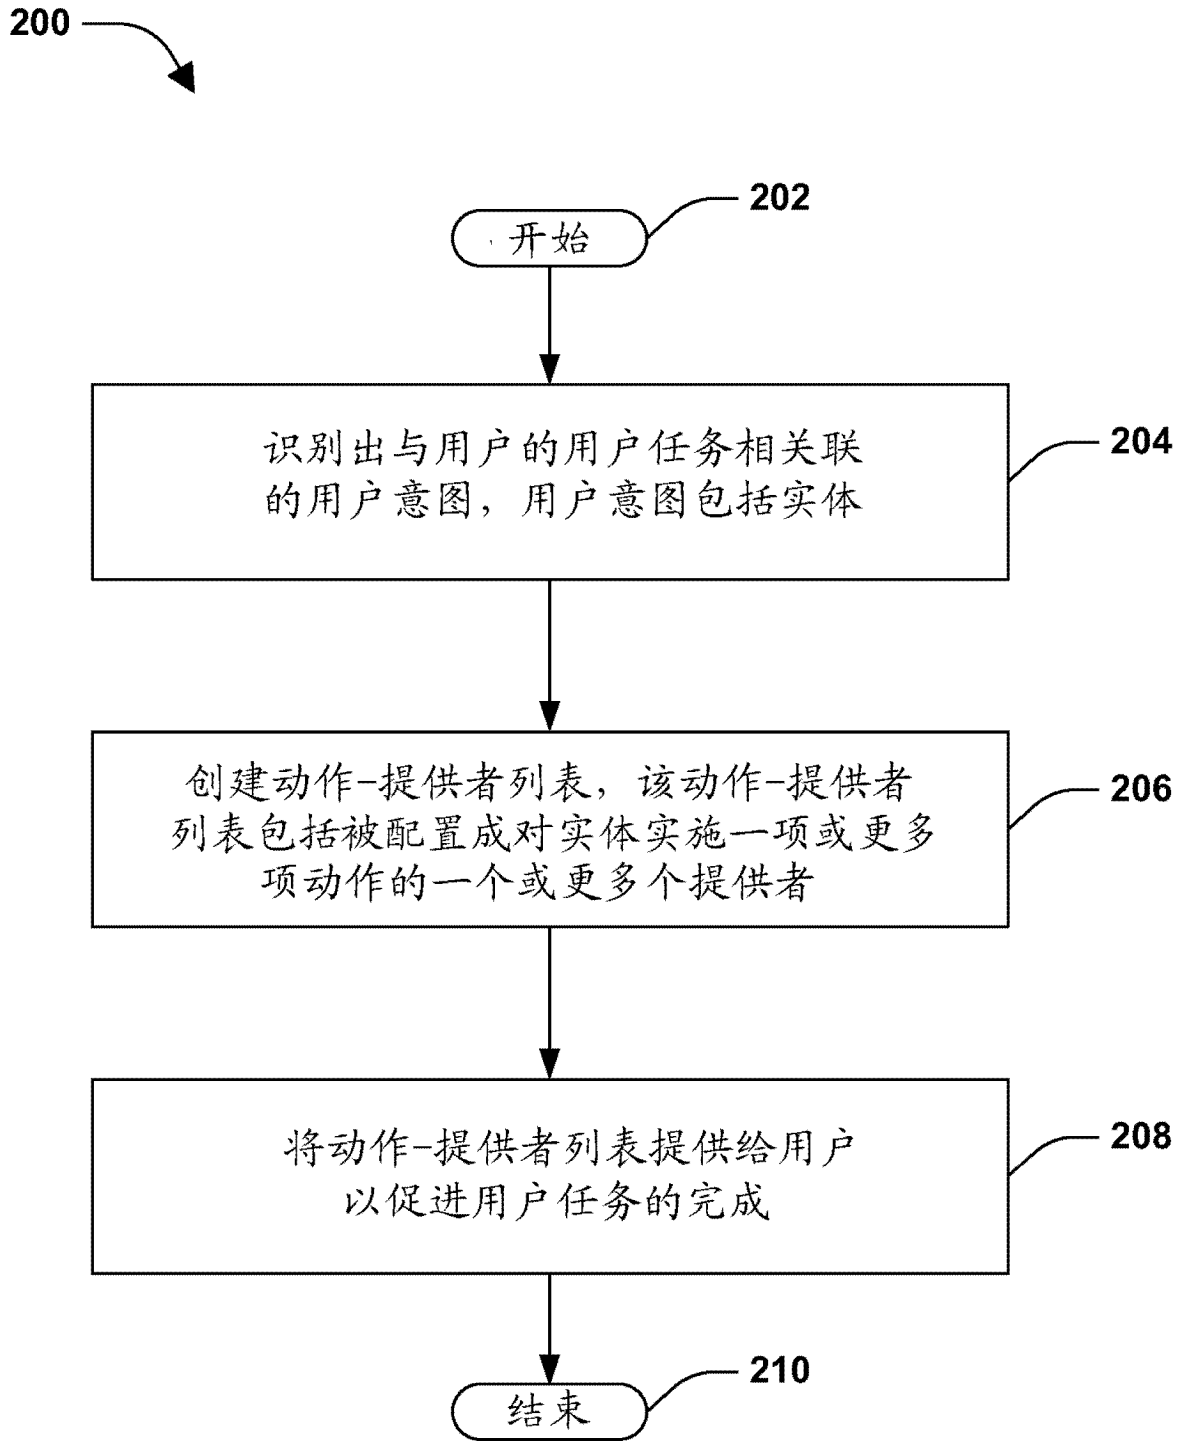 200
202
开始
204
识别出与用户的用户任务相关联
的用户意图，用户意图包括实体
206
创建动作-提供者列表，该动作-提供者
列表包括被配置成对实体实施一项或更多
项动作的一个或更多个提供者
208
将动作-提供者列表提供给用户
以促进用户任务的完成
210
结束